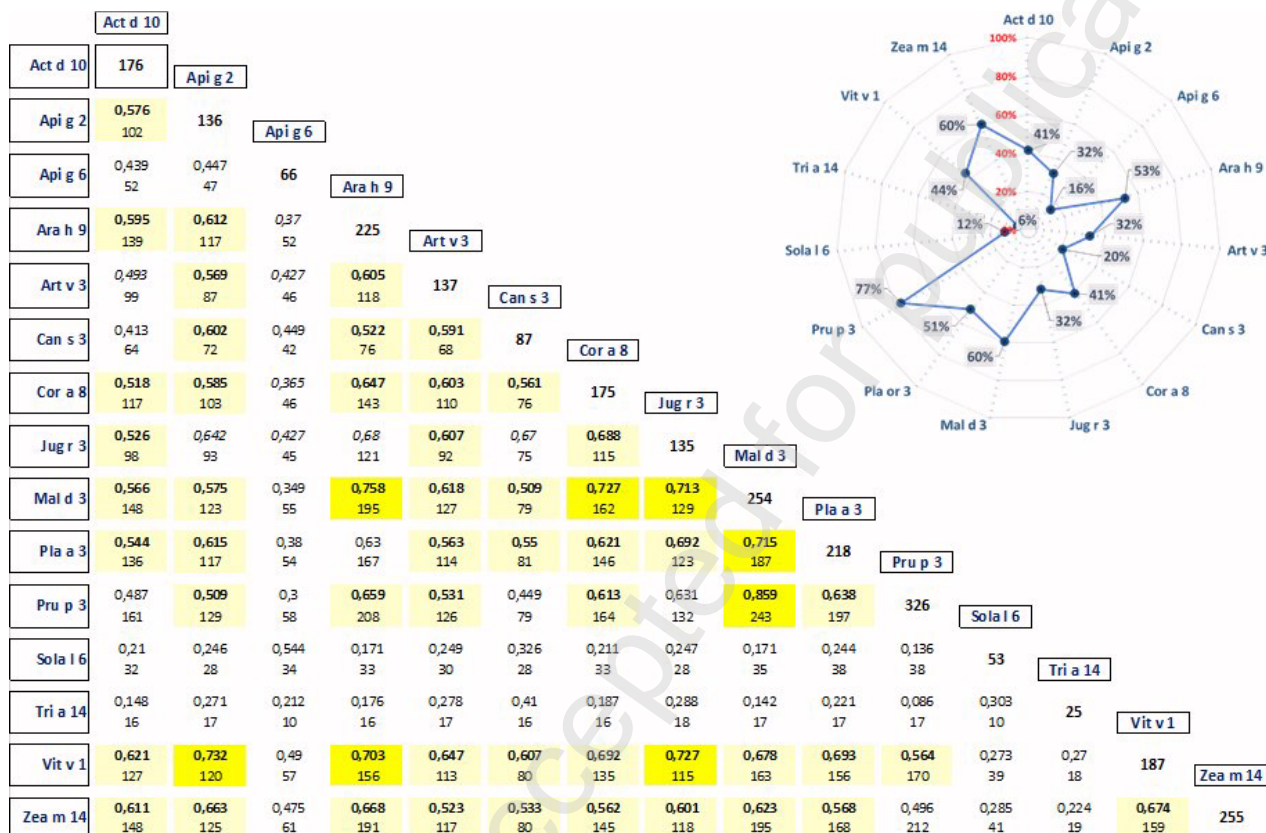 Act d 10
Act d 10 176 Api g 2
Api g 2 0,576 136 Api g 6
102
Api g 6 0,439 0,447 66 Ara h 9
52 47
Ara h 9 0,595 0,612 0,37 225 Art v 3
139 117 52
Art v 3 0,493 0,569 0,427 0,605 137 Can s 3
99 87 46 118
Can s 3 0,413 0,602 0,449 0,522 0,591 87 Cor a 8
64 72 42 76 68
Cor a 8 0,518 0,585 0,365 0,647 0,603 0,561 175 Jug r 3
117 103 46 143 110 76
Jug r 3 0,526 0,642 0,427 0,68 0,607 0,67 0,688 135 Mal d 3
98 93 45 121 92 75 115
Mal d 3 0,566 0,575 0,349 0,758 0,618 0,509 0,727 0,713 254 Pla a 3
148 123 55 195 127 79 162 129
Pla a 3 0,544 0,615 0,38 0,63 0,563 0,55 0,621 0,692 0,715 218 Pru p 3
136 117 54 167 114 81 146 123 187
Pru p 3 0,487 0,509 0,3 0,659 0,531 0,449 0,613 0,631 0,859 0,638 326 Sola l 6
161 129 58 208 126 79 164 132 243 197
Sola l 6 0,21 0,246 0,544 0,171 0,249 0,326 0,211 0,247 0,171 0,244 0,136 53 Tri a 14
32 28 34 33 30 28 33 28 35 38 38
Tri a 14 0,148 0,271 0,212 0,176 0,278 0,41 0,187 0,288 0,142 0,221 0,086 0,303 25 Vit v 1
16 17 10 16 17 16 16 18 17 17 17 10
Vit v 1 0,621 0,732 0,49 0,703 0,647 0,607 0,692 0,727 0,678 0,693 0,564 0,273 0,27 187 Zea m 14
127 120 57 156 113 80 135 115 163 156 170 39 18
Zea m 14 0,611 0,663 0,475 0,668 0,523 0,533 0,562 0,601 0,623 0,568 0,496 0,285 0,224 0,674 255
148 125 61 191 117 80 145 118 195 168 212 41 19 159
Act d 10
100%
Zea m 14 Api g 2
80%
Vit v 1 Api g 6
60%
60% 41%
40% 32%
Tri a 14 53% Ara h 9
44% 20% 16%
12% 6% 32%
Sola l 6 Art v 3
20%
77% 41%
Pru p 3 51% 32% Can s 3
60%
Pla or 3 Cor a 8
Mal d 3 Jug r 3
ccepted for publica